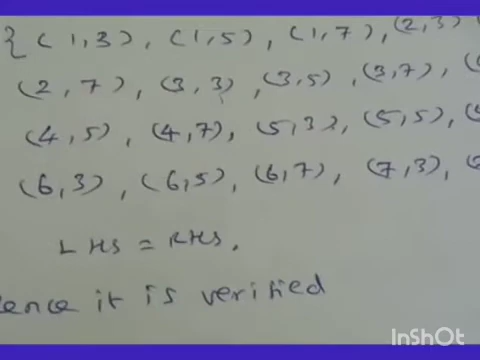 { (1,3), (1,5), (1,7), (2,3)
(2,7), (3,3), (3,5), (3,7),
(4,5), (4,7), (5,3), (5,5),
(6,3), (6,5), (6,7), (7,3),
LHS = RHS.
ence it is verified
InShOt